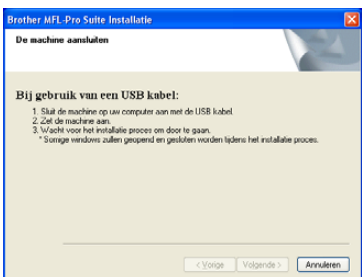 Brother MFL-Pro Suite Installatie
De machine aansluiten
Bij gebruik van een USB kabel:
1. Sluit de machine op uw computer aan met de USB kabel.
2. Zet de machine aan.
3. Wacht voor het installatie proces om door te gaan.
* Somige windows zullen geopend en gesloten worden tijdens het installatie proces.
< Vorige Volgende > Annuleren